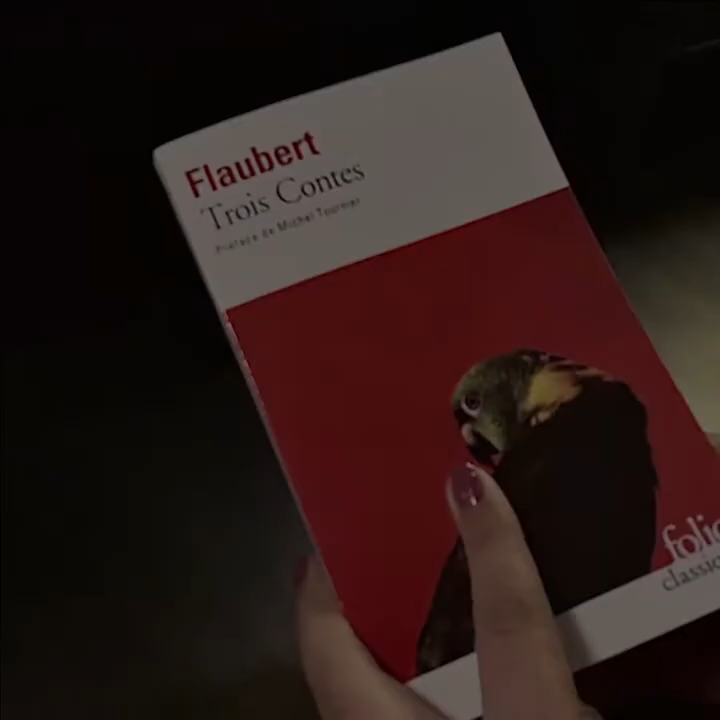 Flaubert
Trois Contes
Préface de Michel Tournier
folio
classique